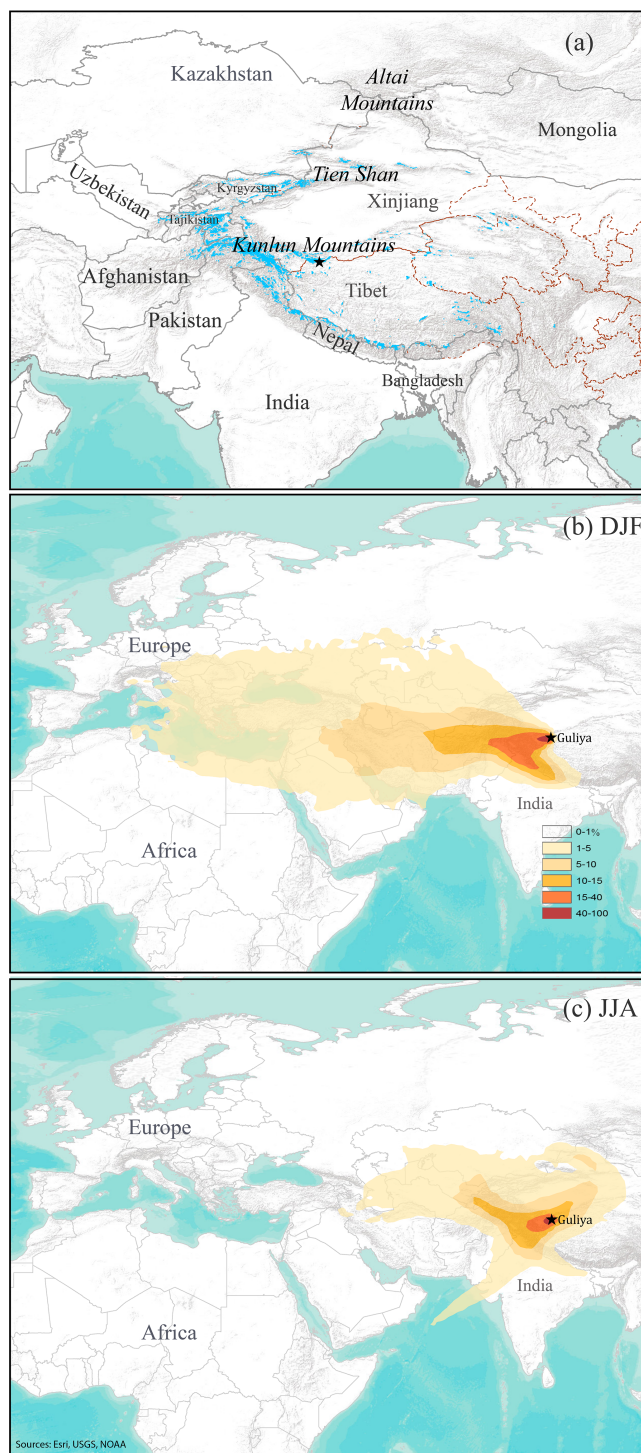 (a)
Kazakhstan
Altai
Mountains
Mongolia
Uzbekistan
Kyrgyzstan
Tien Shan
Xinjiang
Tajikistan
Kunlun Mountains
Afghanistan
Tibet
Pakistan
Nepal
Bangladesh
India
(b) DJF
Europe
Guliya
India
Africa
0-1%
1-5
5-10
10-15
15-40
40-100
(c) JJA
Europe
Guliya
India
Africa
Sources: Esri, USGS, NOAA